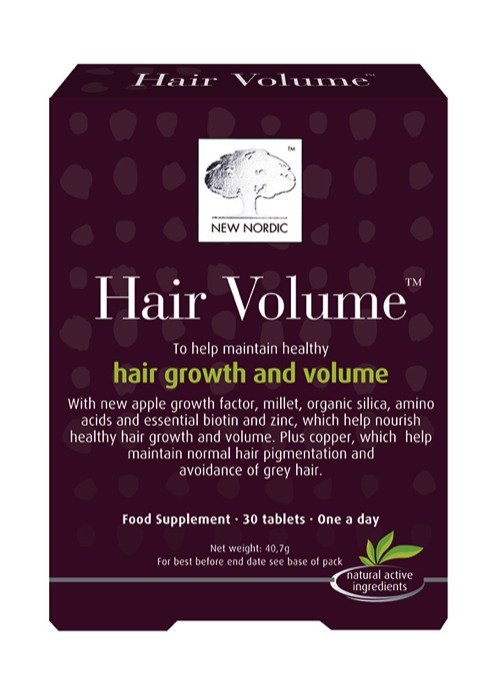 Hair Volume™
™
NEW NORDIC
Hair Volume™
To help maintain healthy
hair growth and volume
With new apple growth factor, millet, organic silica, amino
acids and essential biotin and zinc, which help nourish
healthy hair growth and volume. Plus copper, which help
maintain normal hair pigmentation and
avoidance of grey hair.
Food Supplement · 30 tablets · One a day
Net weight: 40,7g
For best before end date see base of pack
natural active
ingredients